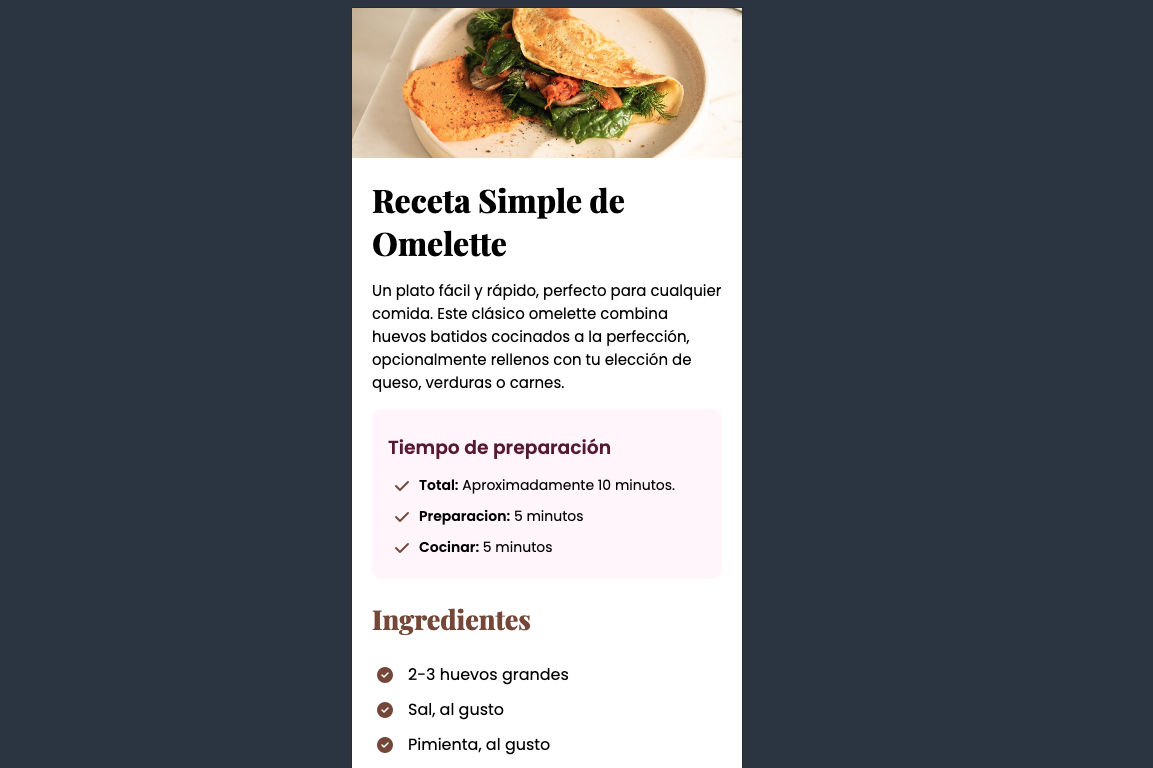 Receta Simple de
Omelette
Un plato fácil y rápido, perfecto para cualquier
comida. Este clásico omelette combina
huevos batidos cocinados a la perfección,
opcionalmente rellenos con tu elección de
queso, verduras o carnes.
Tiempo de preparación
Total: Aproximadamente 10 minutos.
Preparacion: 5 minutos
Cocinar: 5 minutos
Ingredientes
2-3 huevos grandes
Sal, al gusto
Pimienta, al gusto